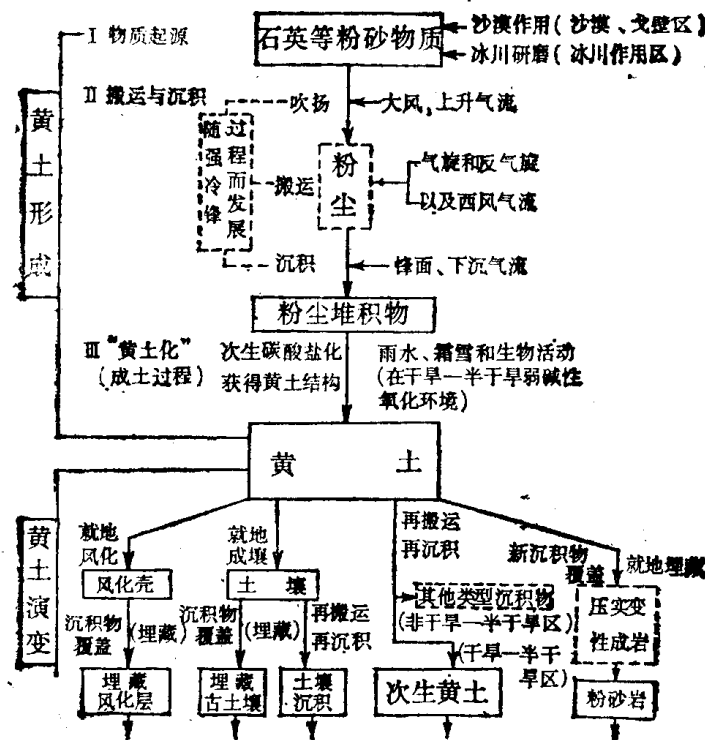 沙漠作用(沙漠、戈壁区)
I 物质起源
石英等粉砂物质
冰川研磨(冰川作用区)
II 搬运与沉积
吹扬
大风,上升气流
黄土形成
随强冷锋
过程而发展
搬运
粉尘
气旋和反气旋
以及西风气流
沉积
锋面、下沉气流
粉尘堆积物
III “黄土化”
(成土过程)
次生碳酸盐化
获得黄土结构
雨水、霜雪和生物活动
(在干旱—半干旱弱碱性
氧化环境)
黄 土
黄土演变
就地
风化
就地
成壤
再搬运
再沉积
新沉积物
覆盖
就地埋藏
风化壳
土 壤
其他类型沉积物
(非干旱—半干旱区)
压实变
性成岩
沉积物
覆盖
(埋藏)
沉积物
覆盖
(埋藏)
再搬运
再沉积
(干旱—半干
旱区)
埋藏
风化层
埋藏
古土壤
土壤
沉积
次生黄土
粉砂岩